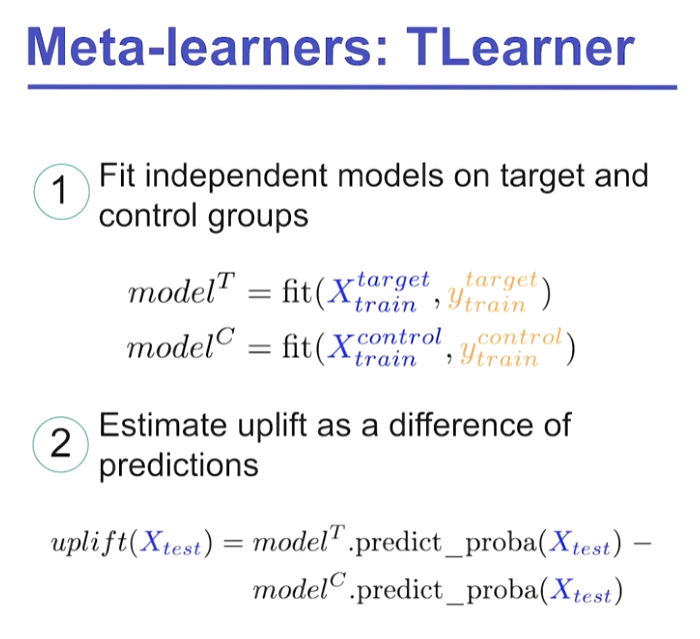 Meta-learners: TLearner
1 Fit independent models on target and
control groups
model^T = fit(X_train^target, y_train^target)
model^C = fit(X_train^control, y_train^control)
2 Estimate uplift as a difference of
predictions
uplift(X_test) = model^T.predict_proba(X_test) −
model^C.predict_proba(X_test)